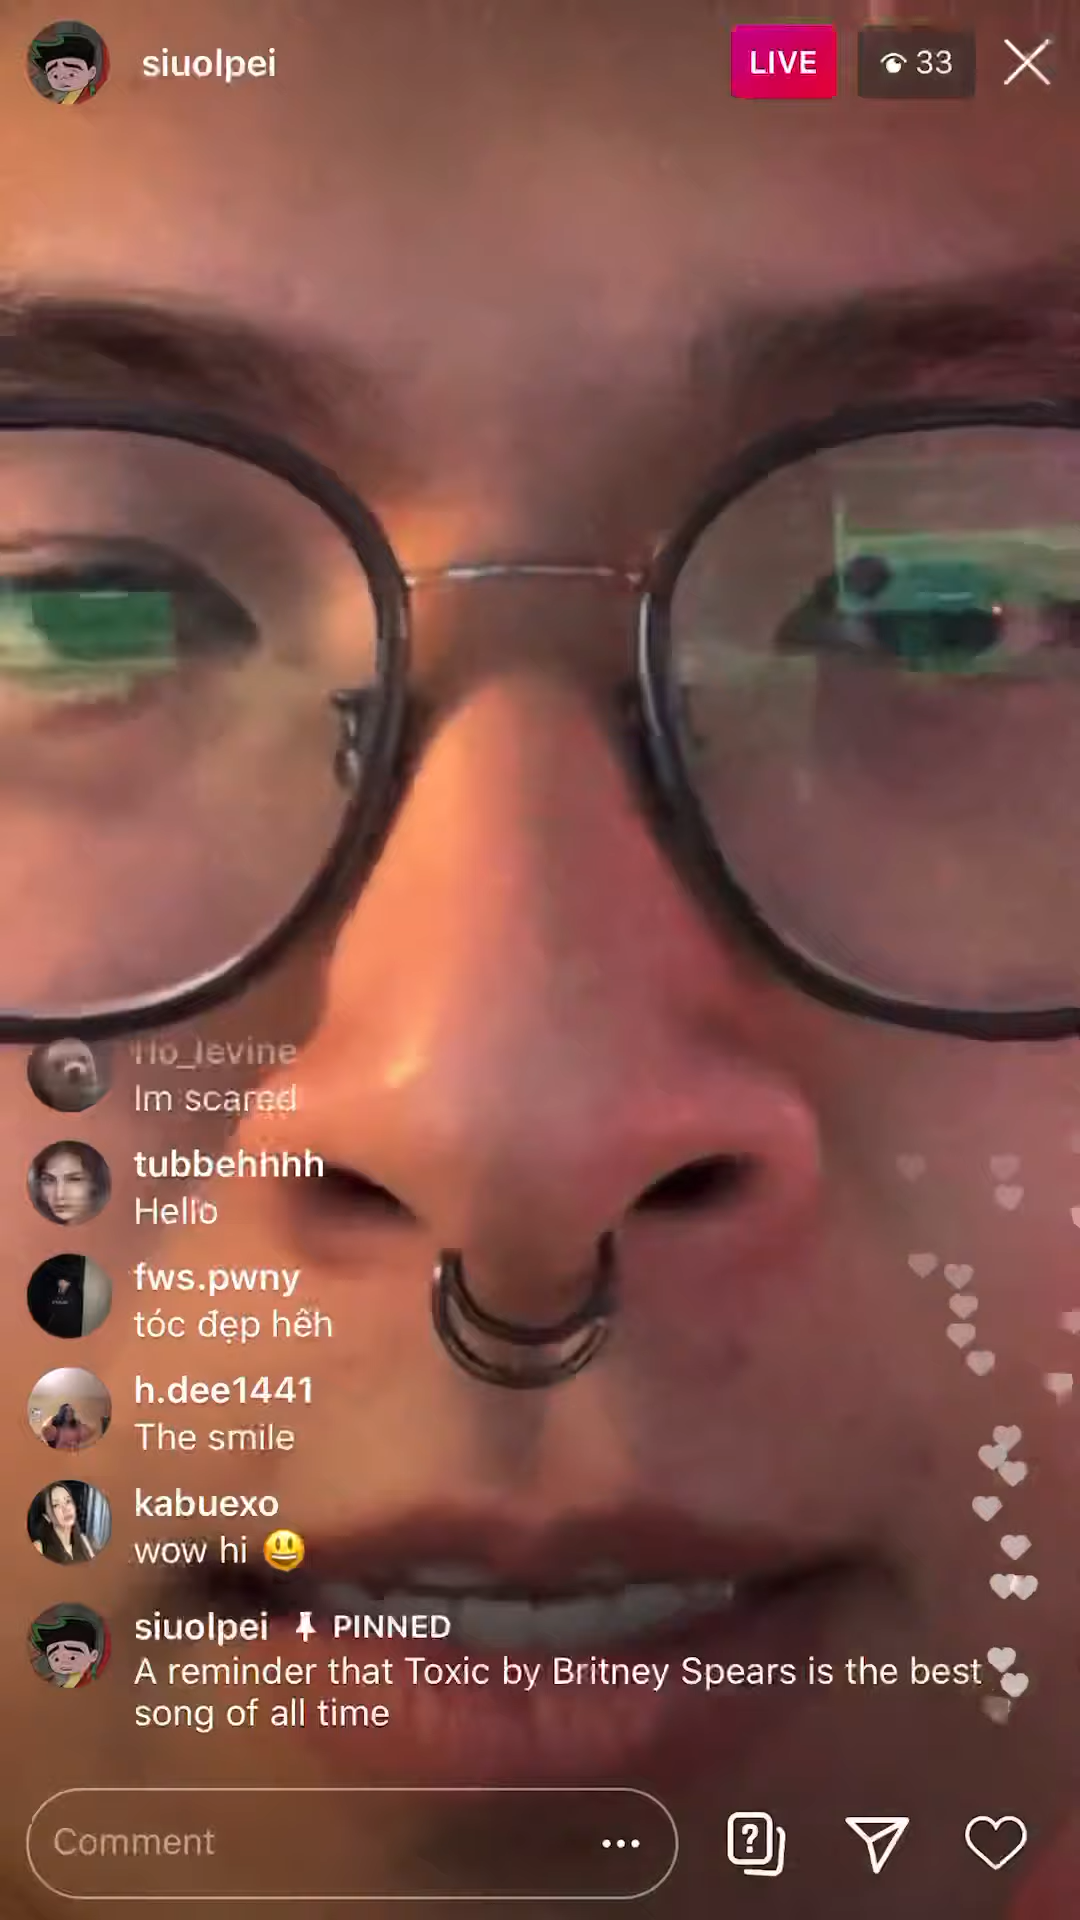 siuolpei
LIVE
33
Im scared
tubbehhhh
Hello
fws.pwny
tóc đẹp hêh
h.dee1441
The smile
kabuexo
wow hi 😃
siuolpei PINNED
A reminder that Toxic by Britney Spears is the best
song of all time
Comment